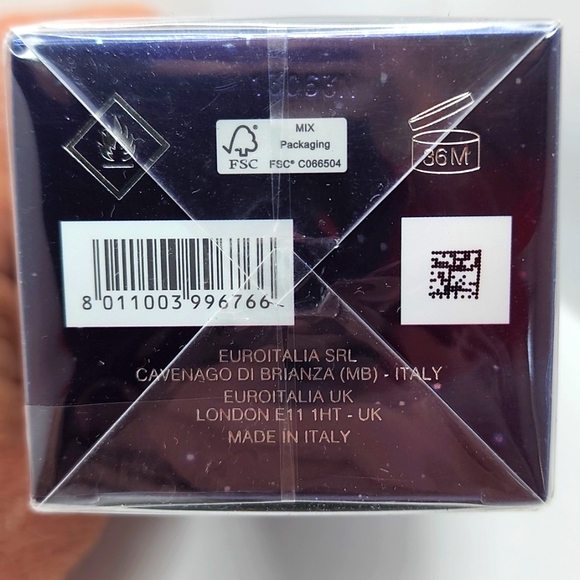 MIX
Packaging
FSC
FSC® C066504
36M
8 011003 996766
EUROITALIA SRL
CAVENAGO DI BRIANZA (MB) - ITALY
EUROITALIA UK
LONDON E11 1HT - UK
MADE IN ITALY